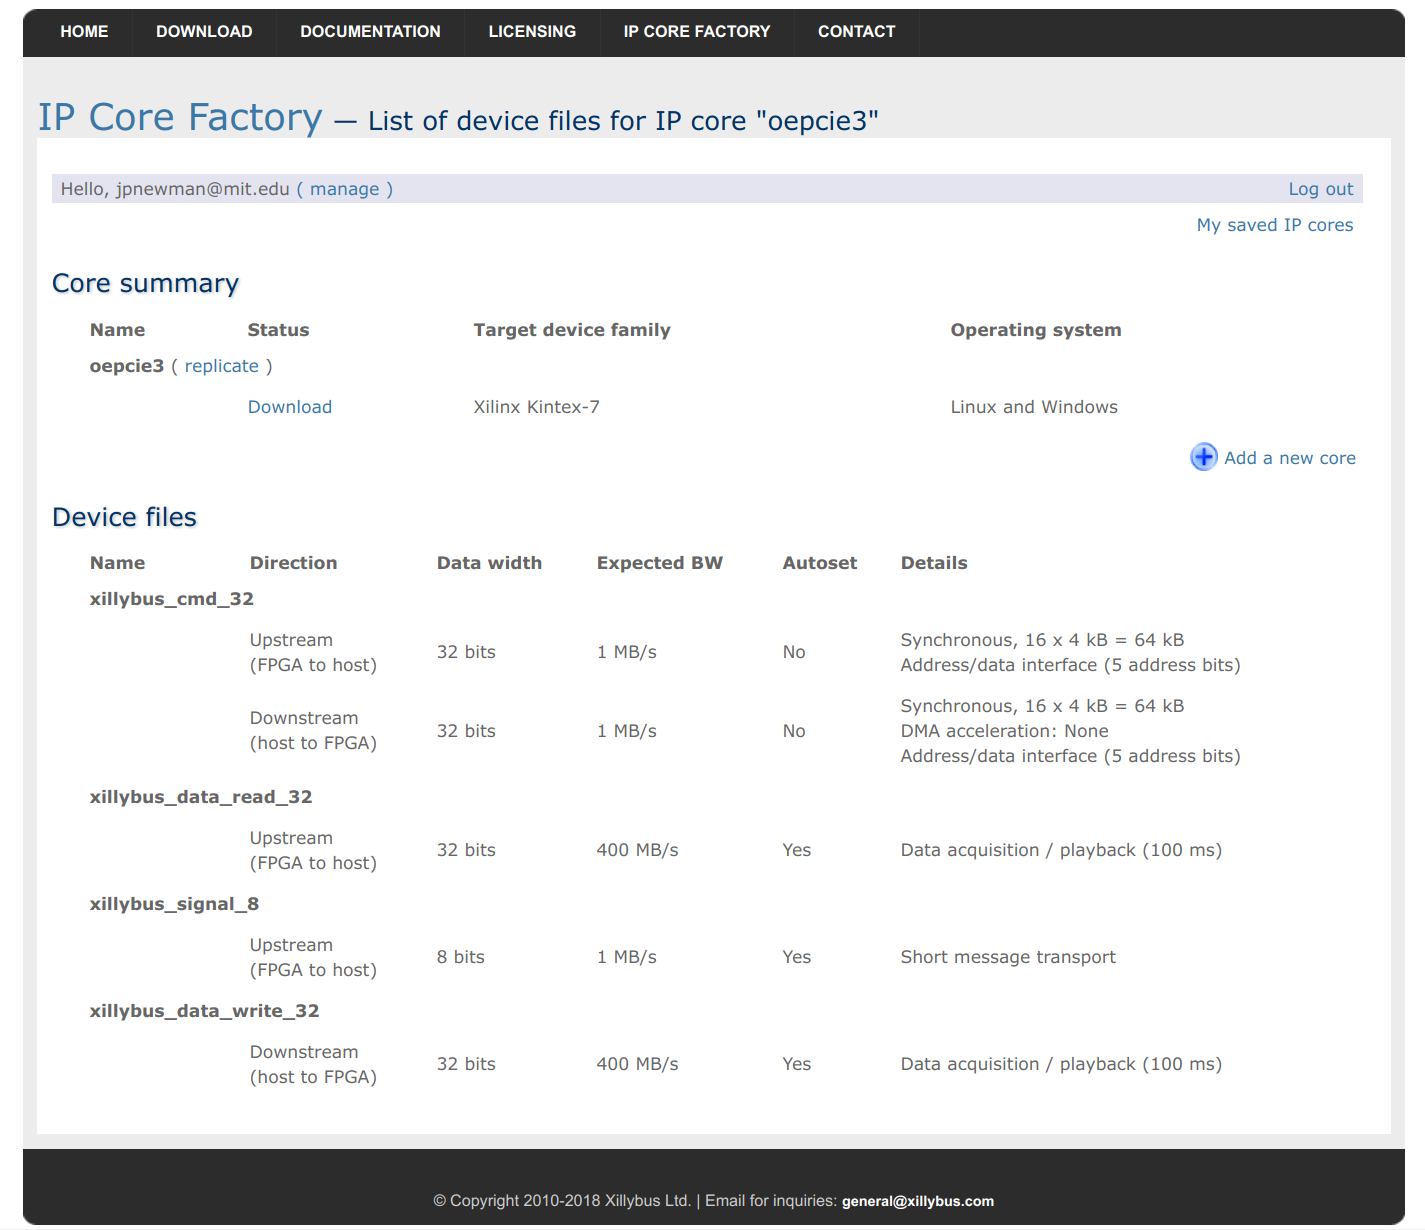 HOME DOWNLOAD DOCUMENTATION LICENSING IP CORE FACTORY CONTACT
IP Core Factory — List of device files for IP core "oepcie3"
Hello, jpnewman@mit.edu ( manage ) Log out
My saved IP cores
Core summary
Name Status Target device family Operating system
oepcie3 ( replicate )
Download Xilinx Kintex-7 Linux and Windows
Add a new core
Device files
Name Direction Data width Expected BW Autoset Details
xillybus_cmd_32
Upstream
(FPGA to host) 32 bits 1 MB/s No Synchronous, 16 x 4 kB = 64 kB
Address/data interface (5 address bits)
Downstream
(host to FPGA) 32 bits 1 MB/s No Synchronous, 16 x 4 kB = 64 kB
DMA acceleration: None
Address/data interface (5 address bits)
xillybus_data_read_32
Upstream
(FPGA to host) 32 bits 400 MB/s Yes Data acquisition / playback (100 ms)
xillybus_signal_8
Upstream
(FPGA to host) 8 bits 1 MB/s Yes Short message transport
xillybus_data_write_32
Downstream
(host to FPGA) 32 bits 400 MB/s Yes Data acquisition / playback (100 ms)
© Copyright 2010-2018 Xillybus Ltd. | Email for inquiries: general@xillybus.com